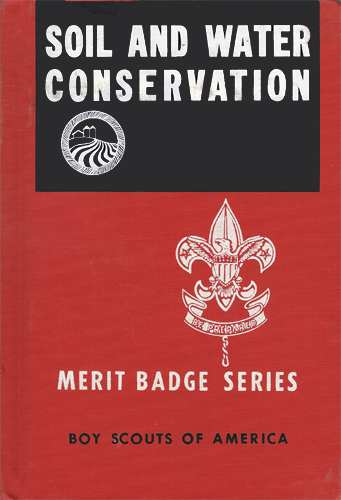 SOIL AND WATER
CONSERVATION
BE PREPARED
MERIT BADGE SERIES
BOY SCOUTS OF AMERICA